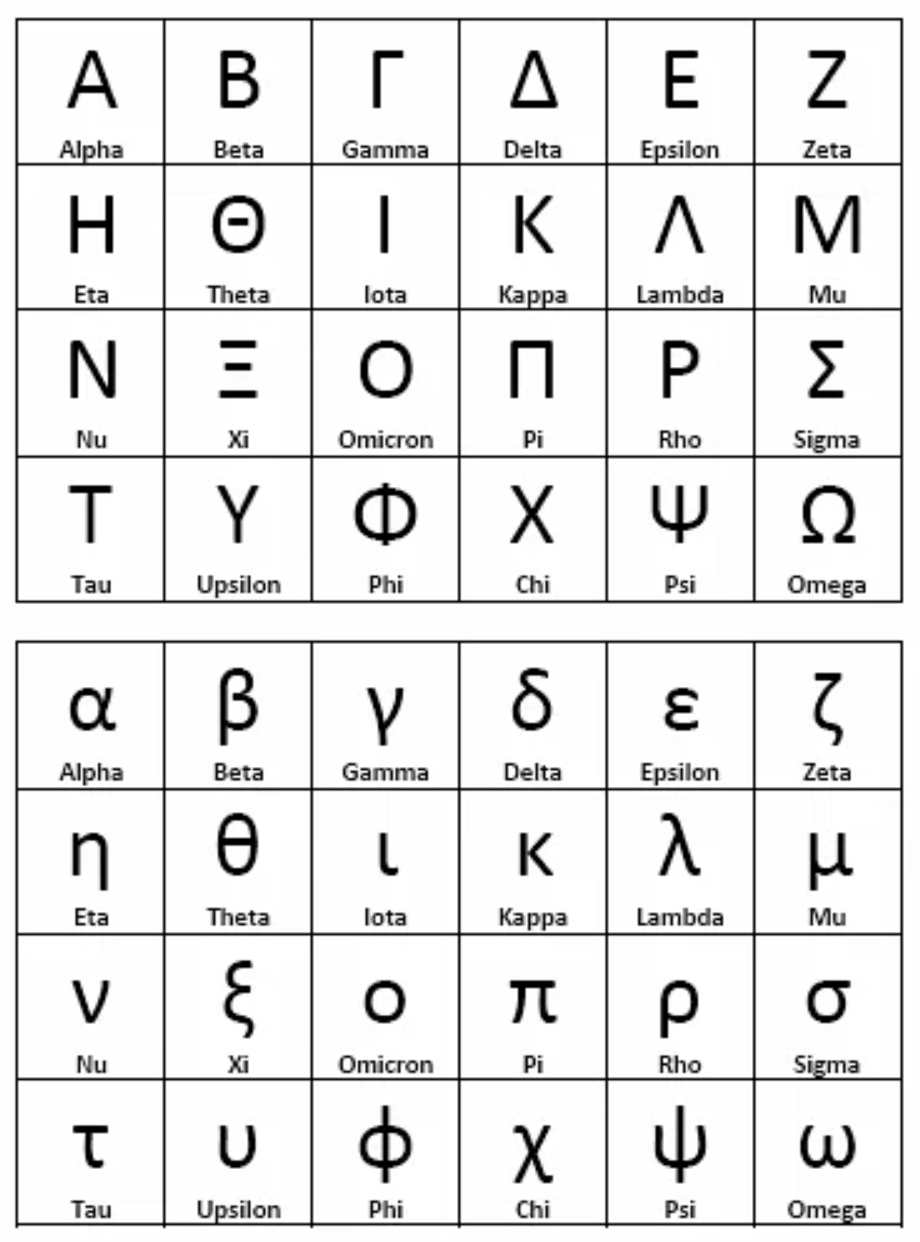 Α Β Γ Δ Ε Ζ
Alpha Beta Gamma Delta Epsilon Zeta
Η Θ Ι Κ Λ Μ
Eta Theta Iota Kappa Lambda Mu
Ν Ξ Ο Π Ρ Σ
Nu Xi Omicron Pi Rho Sigma
Τ Υ Φ Χ Ψ Ω
Tau Upsilon Phi Chi Psi Omega
α β γ δ ε ζ
Alpha Beta Gamma Delta Epsilon Zeta
η θ ι κ λ μ
Eta Theta Iota Kappa Lambda Mu
ν ξ ο π ρ σ
Nu Xi Omicron Pi Rho Sigma
τ υ φ χ ψ ω
Tau Upsilon Phi Chi Psi Omega